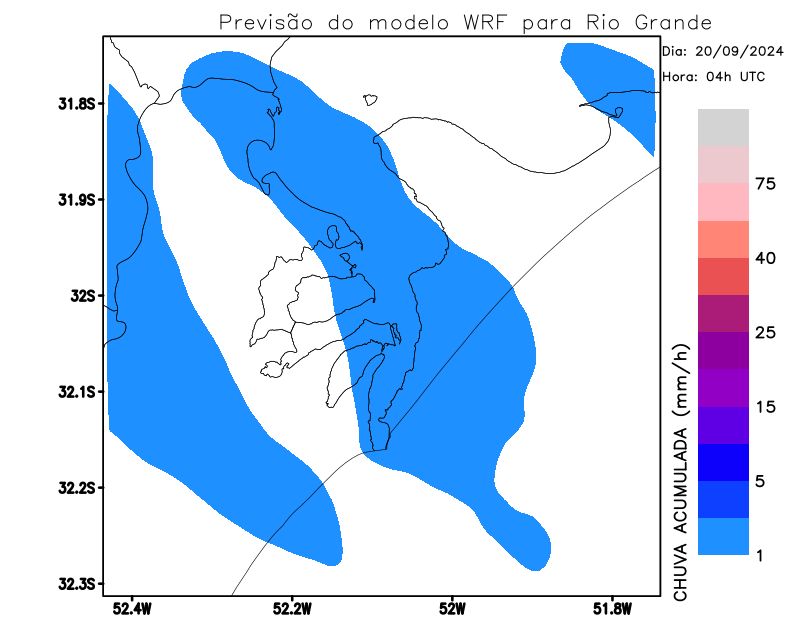 Previsão do modelo WRF para Rio Grande
Dia: 20/09/2024
Hora: 04h UTC
31.8S
31.9S
32S
32.1S
32.2S
32.3S
52.4W
52.2W
52W
51.8W
75
40
25
15
5
1
CHUVA ACUMULADA (mm/h)